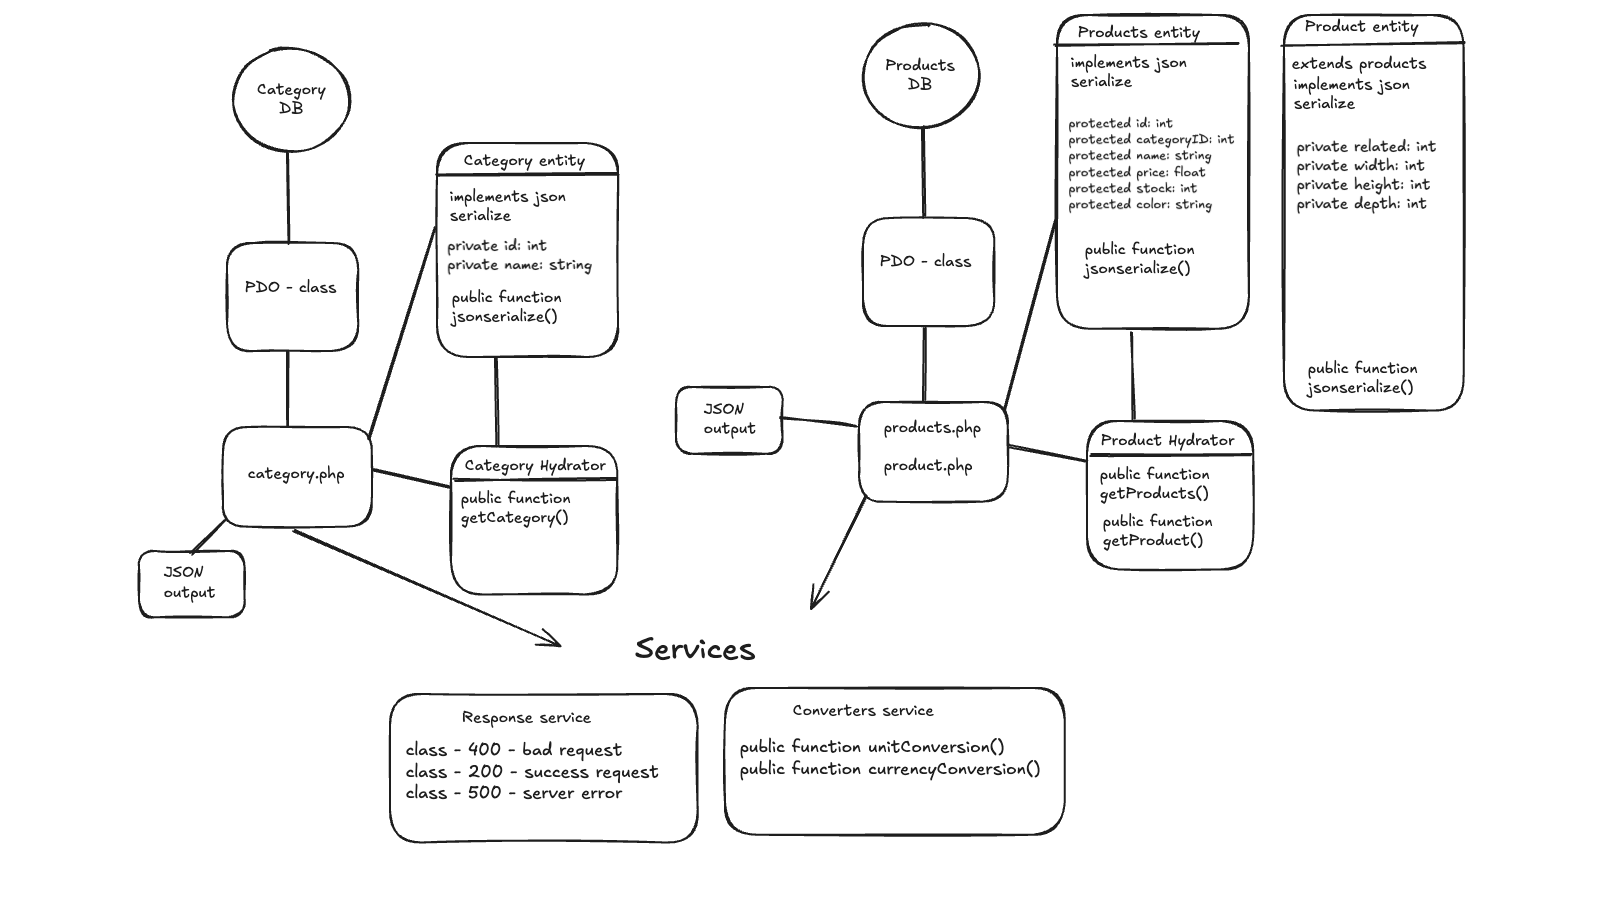 Category
DB
PDO - class
category.php
JSON
output
Category entity
implements json
serialize
private id: int
private name: string
public function
jsonserialize()
Category Hydrator
public function
getCategory()
Products
DB
PDO - class
JSON
output
products.php
product.php
Products entity
implements json
serialize
protected id: int
protected categoryID: int
protected name: string
protected price: float
protected stock: int
protected color: string
public function
jsonserialize()
Product Hydrator
public function
getProducts()
public function
getProduct()
Product entity
extends products
implements json
serialize
private related: int
private width: int
private height: int
private depth: int
public function
jsonserialize()
Services
Response service
class - 400 - bad request
class - 200 - success request
class - 500 - server error
Converters service
public function unitConversion()
public function currencyConversion()